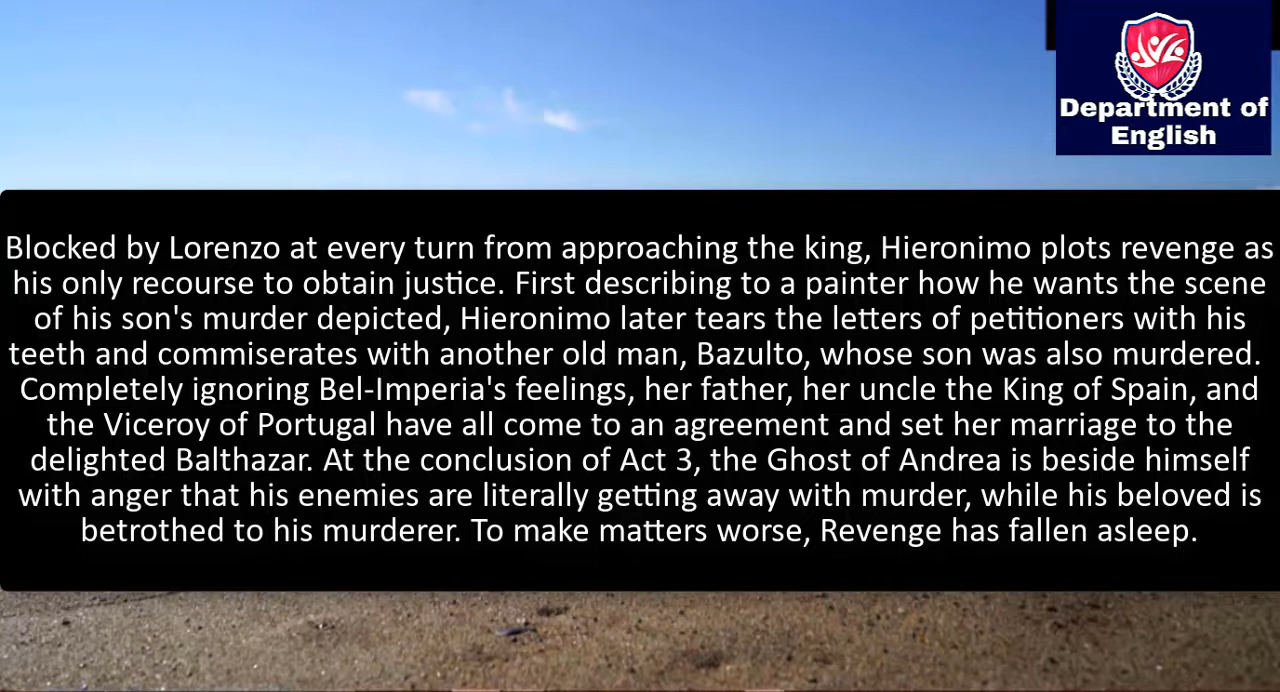 Department of
English
Blocked by Lorenzo at every turn from approaching the king, Hieronimo plots revenge as
his only recourse to obtain justice. First describing to a painter how he wants the scene
of his son's murder depicted, Hieronimo later tears the letters of petitioners with his
teeth and commiserates with another old man, Bazulto, whose son was also murdered.
Completely ignoring Bel-Imperia's feelings, her father, her uncle the King of Spain, and
the Viceroy of Portugal have all come to an agreement and set her marriage to the
delighted Balthazar. At the conclusion of Act 3, the Ghost of Andrea is beside himself
with anger that his enemies are literally getting away with murder, while his beloved is
betrothed to his murderer. To make matters worse, Revenge has fallen asleep.